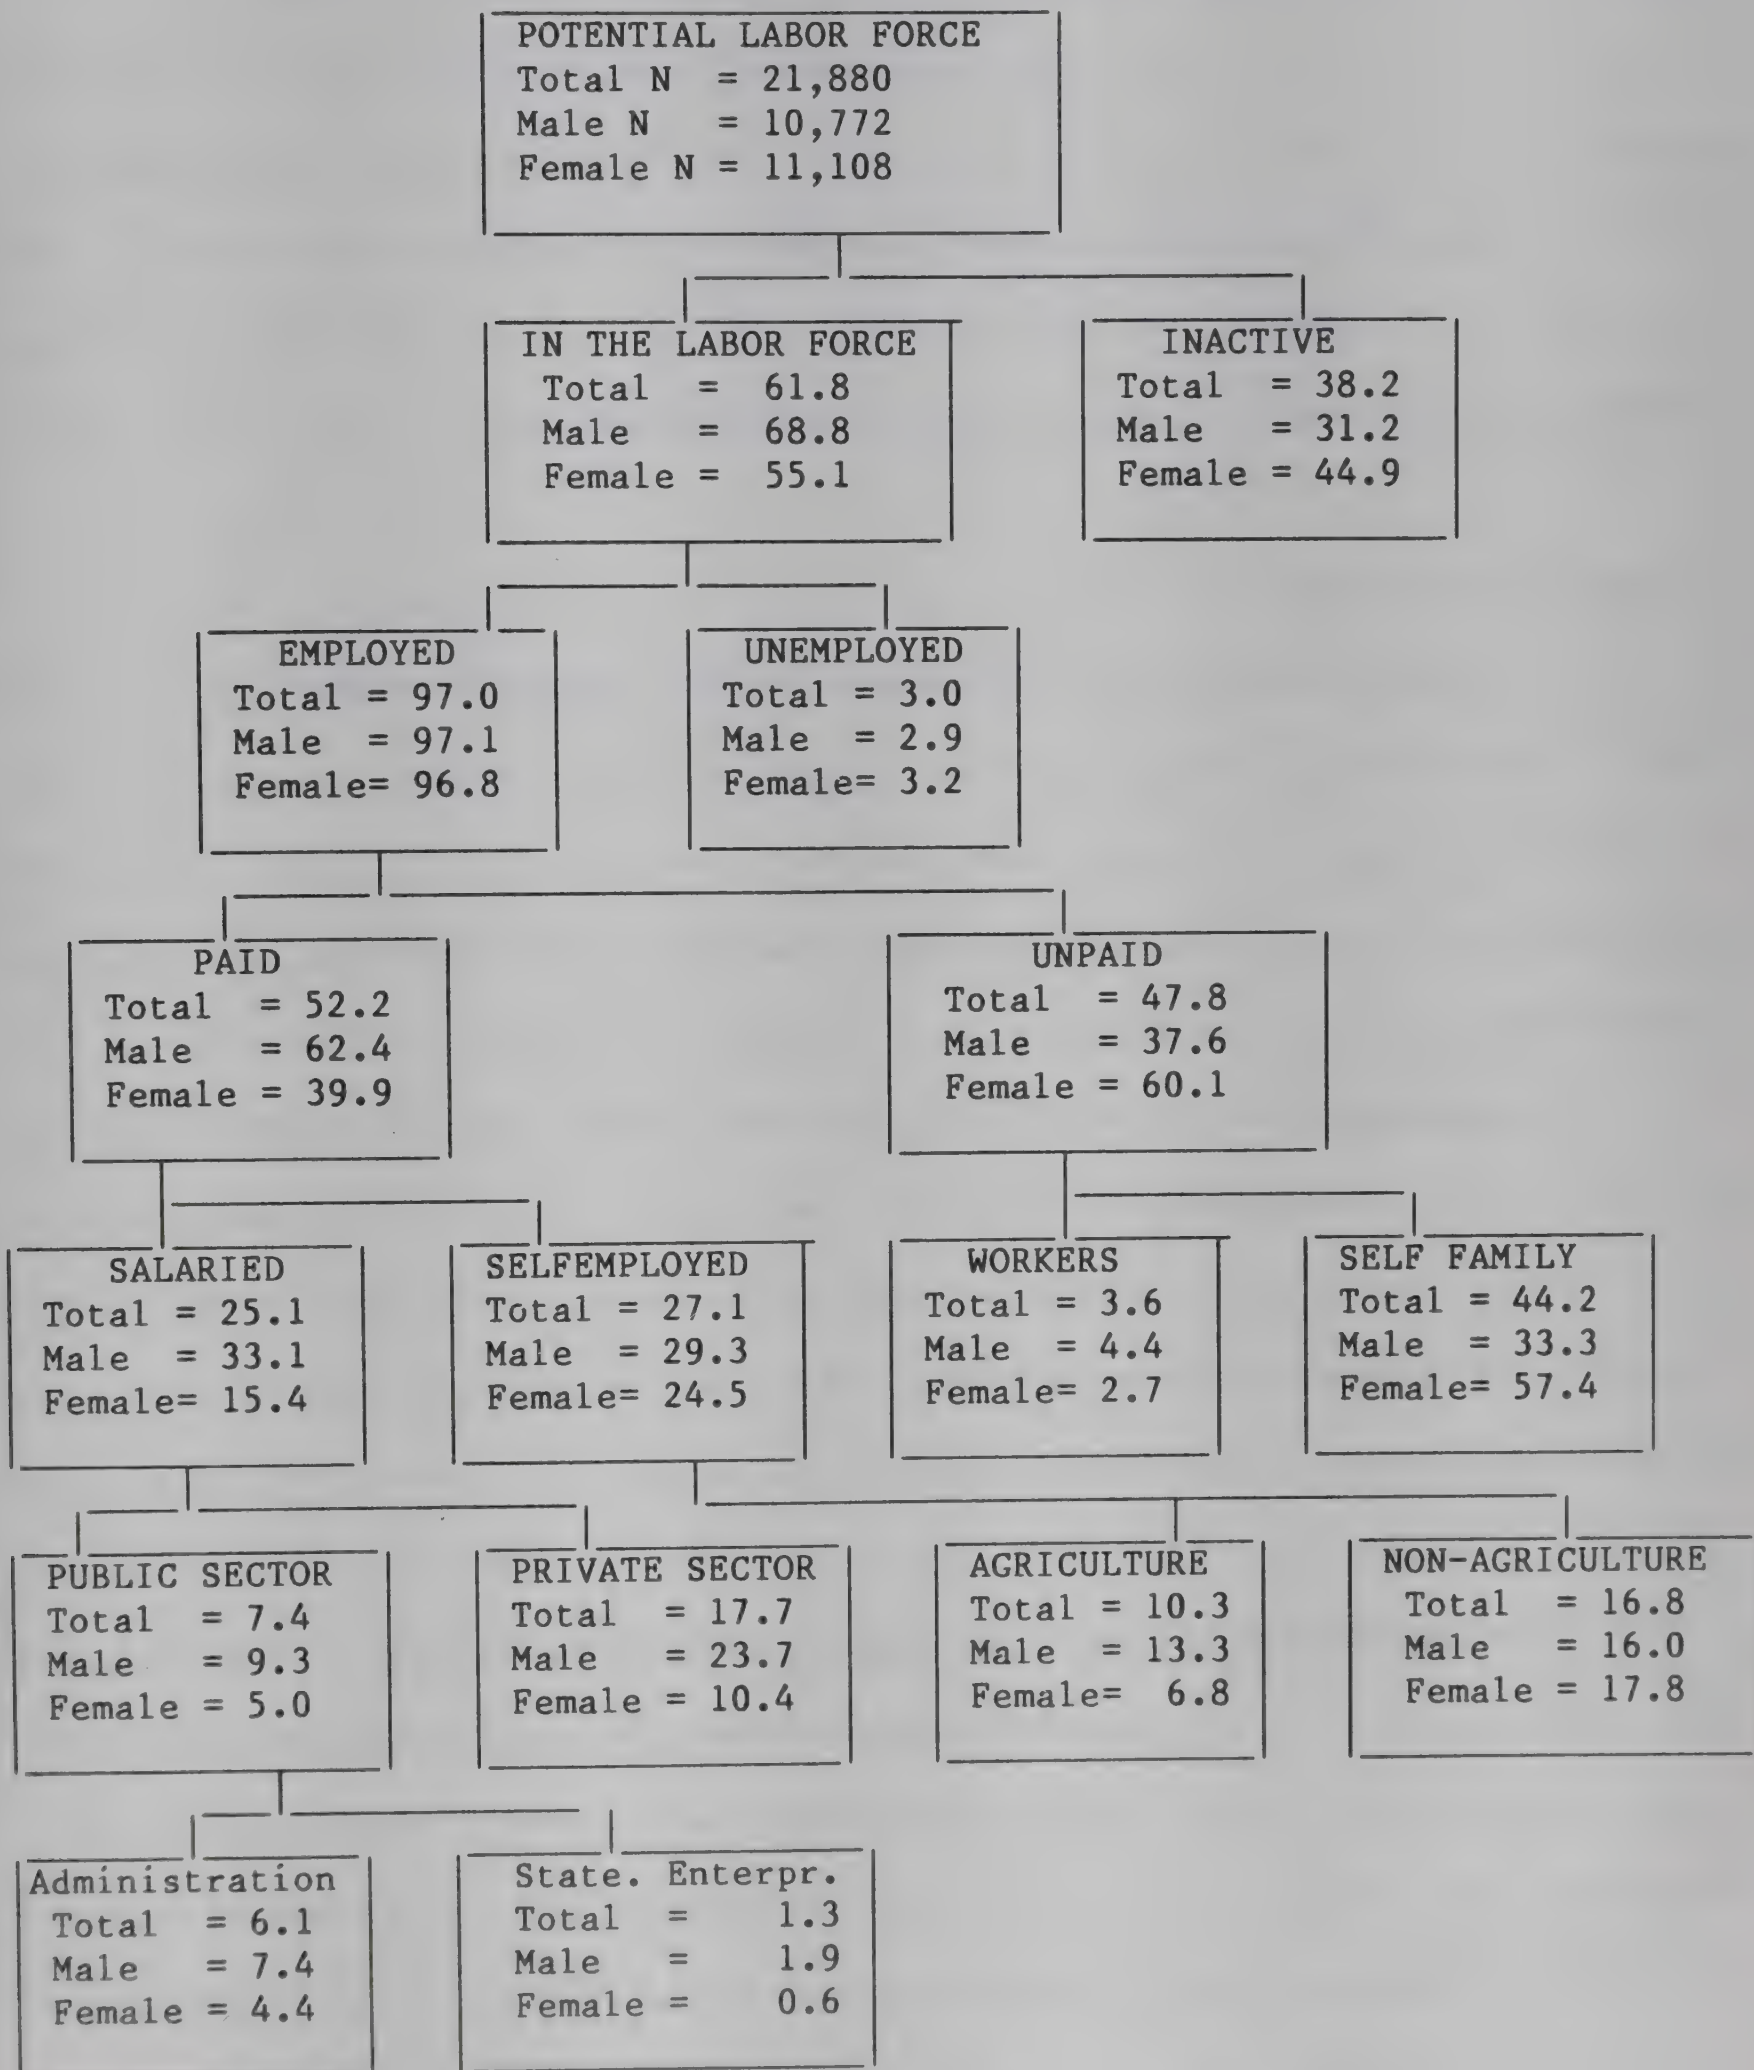 POTENTIAL LABOR FORCE
Total N = 21,880
Male N = 10,772
Female N = 11,108
IN THE LABOR FORCE
Total = 61.8
Male = 68.8
Female = 55.1
INACTIVE
Total = 38.2
Male = 31.2
Female = 44.9
EMPLOYED
Total = 97.0
Male = 97.1
Female= 96.8
UNEMPLOYED
Total = 3.0
Male = 2.9
Female= 3.2
PAID
Total = 52.2
Male = 62.4
Female = 39.9
UNPAID
Total = 47.8
Male = 37.6
Female = 60.1
SALARIED
Total = 25.1
Male = 33.1
Female= 15.4
SELFEMPLOYED
Total = 27.1
Male = 29.3
Female= 24.5
WORKERS
Total = 3.6
Male = 4.4
Female= 2.7
SELF FAMILY
Total = 44.2
Male = 33.3
Female= 57.4
PUBLIC SECTOR
Total = 7.4
Male = 9.3
Female = 5.0
PRIVATE SECTOR
Total = 17.7
Male = 23.7
Female = 10.4
AGRICULTURE
Total = 10.3
Male = 13.3
Female= 6.8
NON-AGRICULTURE
Total = 16.8
Male = 16.0
Female = 17.8
Administration
Total = 6.1
Male = 7.4
Female = 4.4
State. Enterpr.
Total = 1.3
Male = 1.9
Female = 0.6